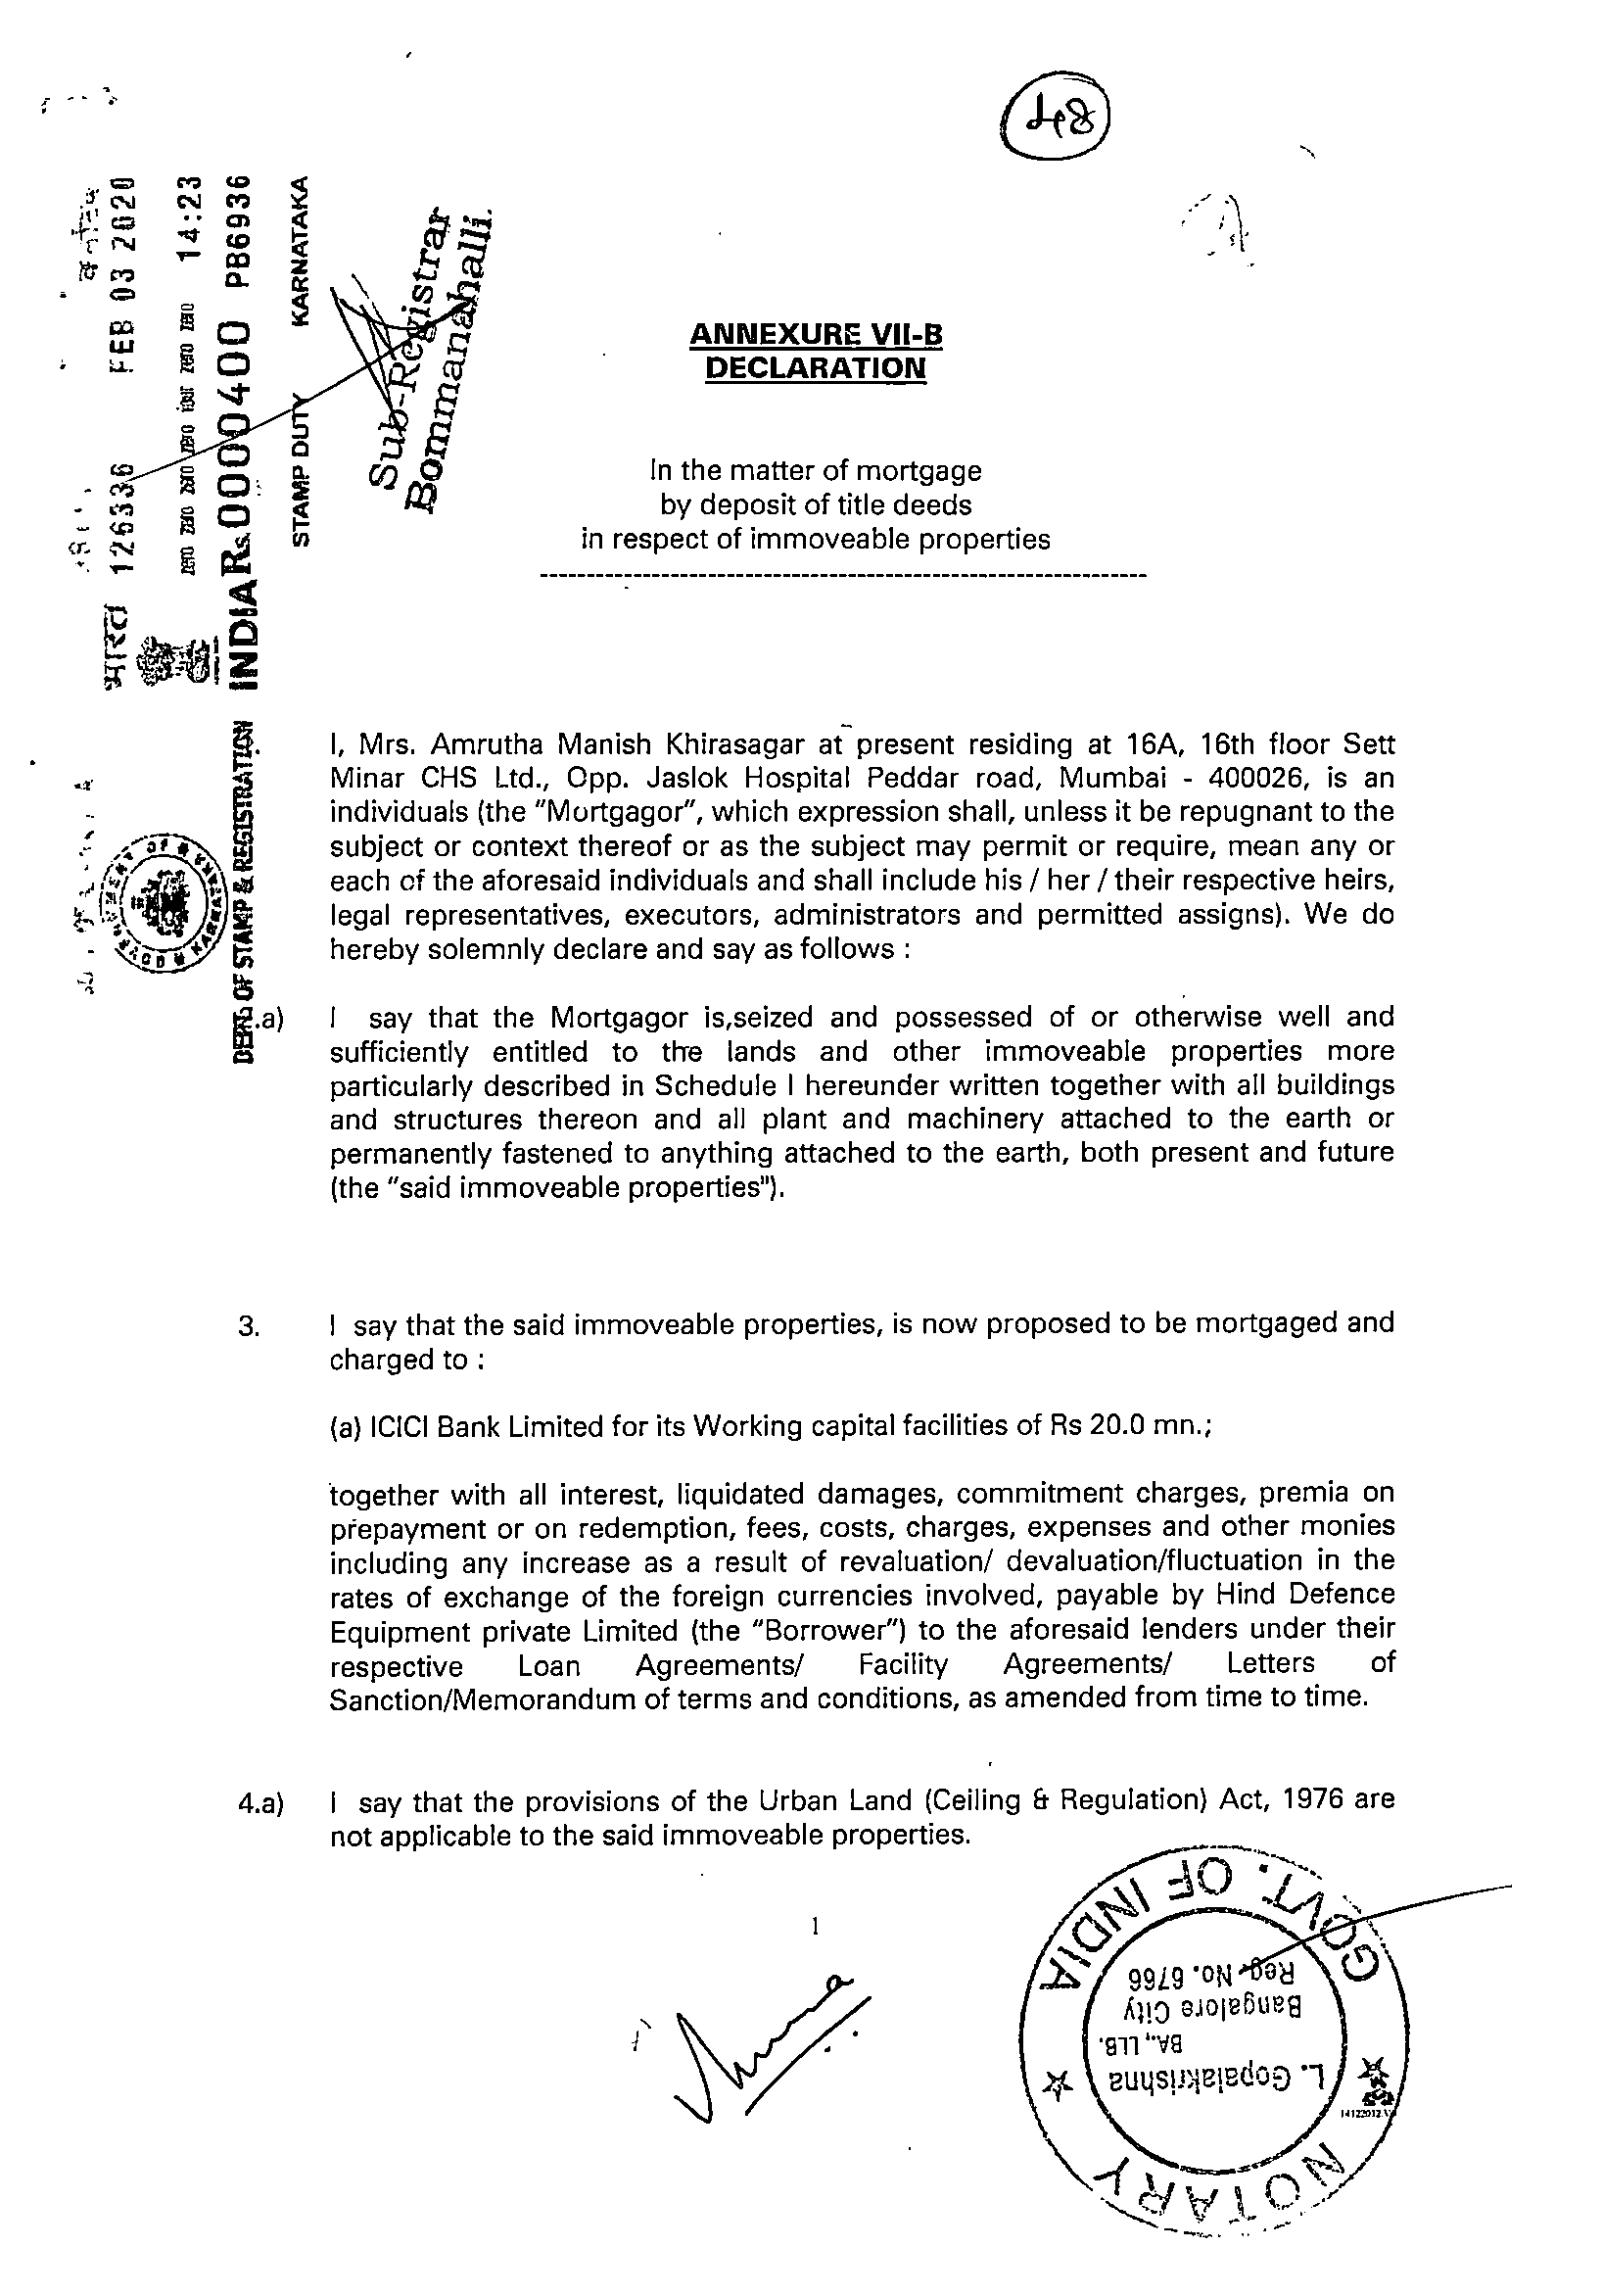 48
भारत 126336 FEB 03 2020
zero zero zero zero four zero zero 14:23
INDIA Rs.0000400 PB6936
STAMP DUTY KARNATAKA
DEPT. OF STAMP & REGISTRATION
Sub-Registrar
Bommanahalli.
ANNEXURE VII-B
DECLARATION
In the matter of mortgage
by deposit of title deeds
in respect of immoveable properties
I, Mrs. Amrutha Manish Khirasagar at present residing at 16A, 16th floor Sett
Minar CHS Ltd., Opp. Jaslok Hospital Peddar road, Mumbai - 400026, is an
individuals (the "Mortgagor", which expression shall, unless it be repugnant to the
subject or context thereof or as the subject may permit or require, mean any or
each of the aforesaid individuals and shall include his / her / their respective heirs,
legal representatives, executors, administrators and permitted assigns). We do
hereby solemnly declare and say as follows :
.a) I say that the Mortgagor is,seized and possessed of or otherwise well and
sufficiently entitled to the lands and other immoveable properties more
particularly described in Schedule I hereunder written together with all buildings
and structures thereon and all plant and machinery attached to the earth or
permanently fastened to anything attached to the earth, both present and future
(the "said immoveable properties").
3. I say that the said immoveable properties, is now proposed to be mortgaged and
charged to :
(a) ICICI Bank Limited for its Working capital facilities of Rs 20.0 mn.;
together with all interest, liquidated damages, commitment charges, premia on
prepayment or on redemption, fees, costs, charges, expenses and other monies
including any increase as a result of revaluation/ devaluation/fluctuation in the
rates of exchange of the foreign currencies involved, payable by Hind Defence
Equipment private Limited (the "Borrower") to the aforesaid lenders under their
respective Loan Agreements/ Facility Agreements/ Letters of
Sanction/Memorandum of terms and conditions, as amended from time to time.
4.a) I say that the provisions of the Urban Land (Ceiling & Regulation) Act, 1976 are
not applicable to the said immoveable properties.
1
NOTARY
GOVT. OF INDIA
L. Gopalakrishna
BA., LLB.
Bangalore City
Reg. No. 6766